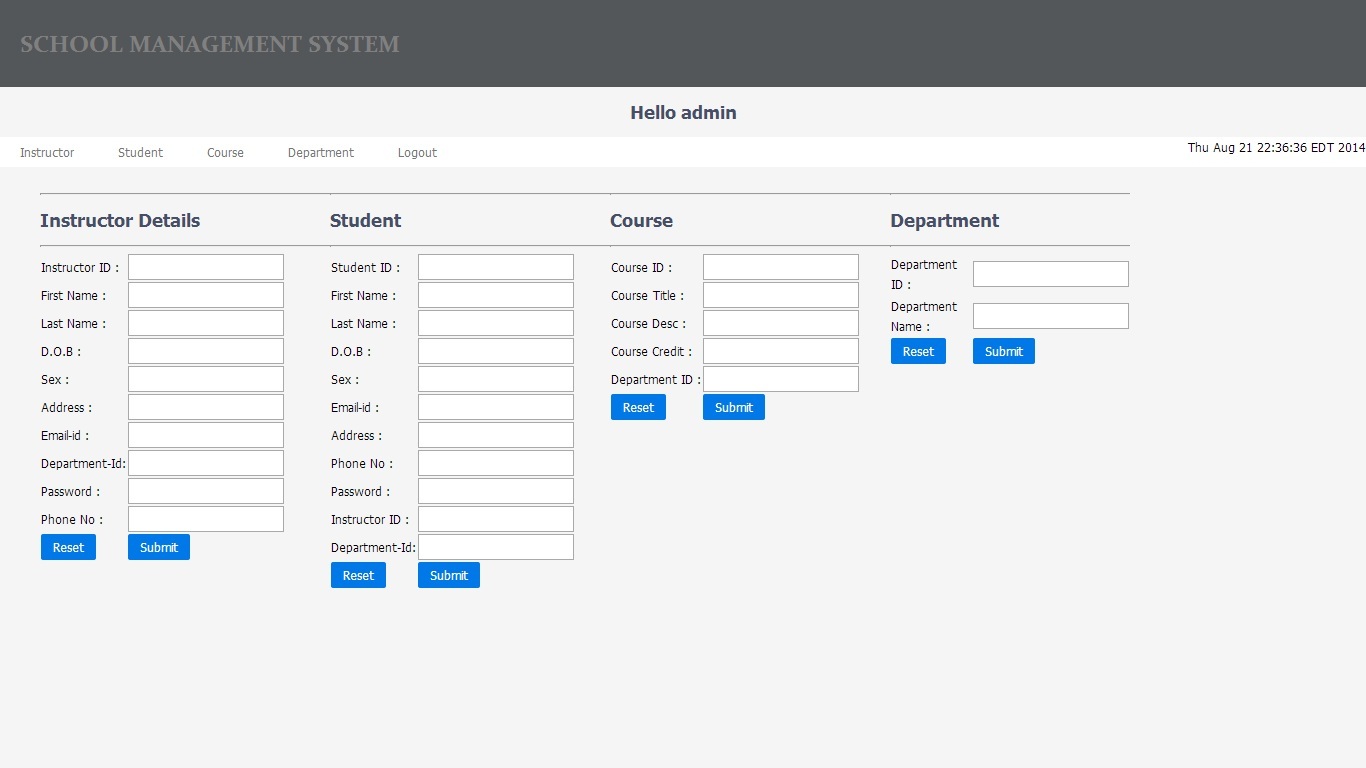 SCHOOL MANAGEMENT SYSTEM
Hello admin
Instructor Student Course Department Logout
Thu Aug 21 22:36:36 EDT 2014
Instructor Details
Instructor ID :
First Name :
Last Name :
D.O.B :
Sex :
Address :
Email-id :
Department-Id:
Password :
Phone No :
Reset Submit
Student
Student ID :
First Name :
Last Name :
D.O.B :
Sex :
Email-id :
Address :
Phone No :
Password :
Instructor ID :
Department-Id:
Reset Submit
Course
Course ID :
Course Title :
Course Desc :
Course Credit :
Department ID :
Reset Submit
Department
Department
ID :
Department
Name :
Reset Submit